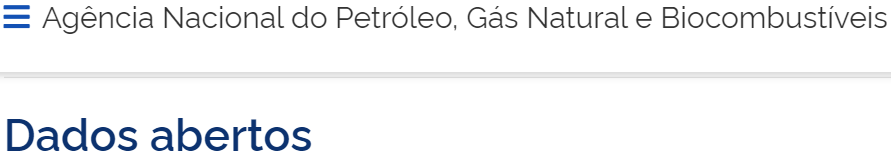 Agência Nacional do Petróleo, Gás Natural e Biocombustíveis
Dados abertos